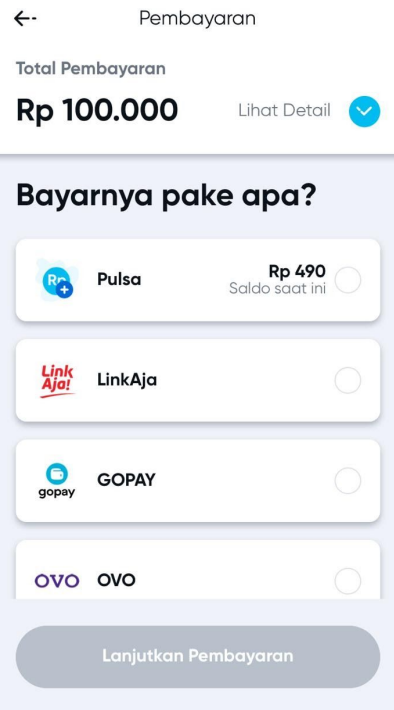 Pembayaran
Total Pembayaran
Rp 100.000
Lihat Detail
Bayarnya pake apa?
Rp
Pulsa
Rp 490
Saldo saat ini
Link
Aja!
LinkAja
gopay
GOPAY
OVO
OVO
Lanjutkan Pembayaran